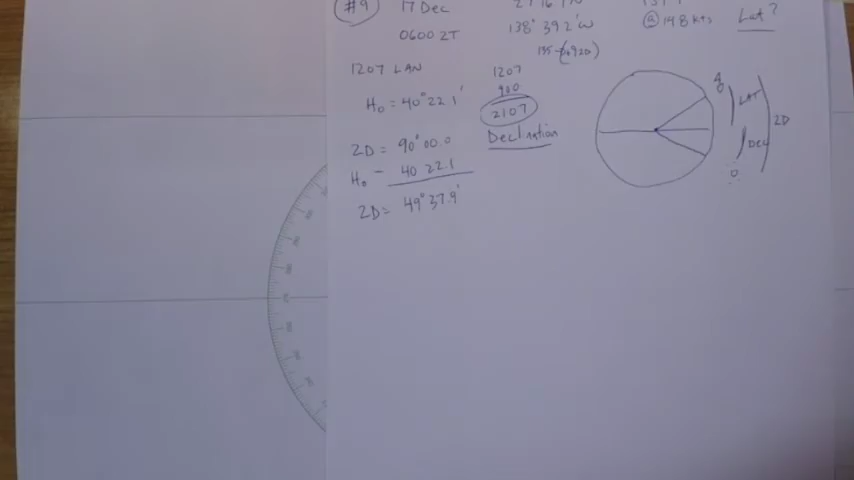 #9
17 Dec
0600 ZT
138° 39.2' W
@ 14.8 kts
Lat?
1207 LAN
1207
900
2107
Declination
Ho = 40° 22.1'
ZD = 90° 00.0
Ho - 40 22.1
ZD = 49° 37.9'
LAT
DEC
ZD